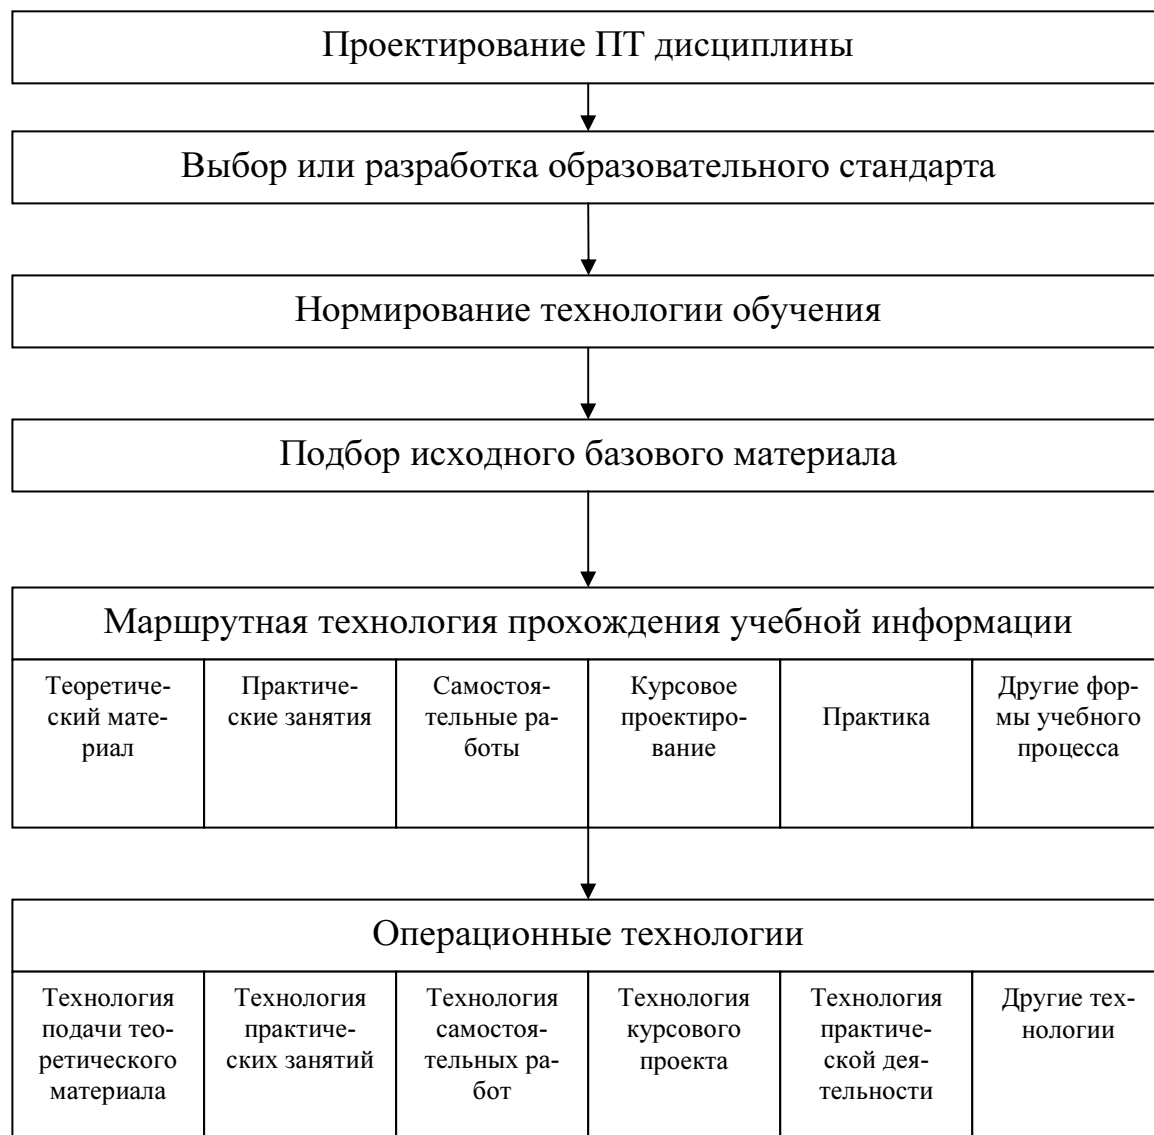 Проектирование ПТ дисциплины
Выбор или разработка образовательного стандарта
Нормирование технологии обучения
Подбор исходного базового материала
Маршрутная технология прохождения учебной информации
Теоретиче-
ский мате-
риал
Практиче-
ские занятия
Самостоя-
тельные ра-
боты
Курсовое
проектиро-
вание
Практика
Другие фор-
мы учебного
процесса
Операционные технологии
Технология
подачи тео-
ретического
материала
Технология
практиче-
ских занятий
Технология
самостоя-
тельных ра-
бот
Технология
курсового
проекта
Технология
практиче-
ской дея-
тельности
Другие тех-
нологии